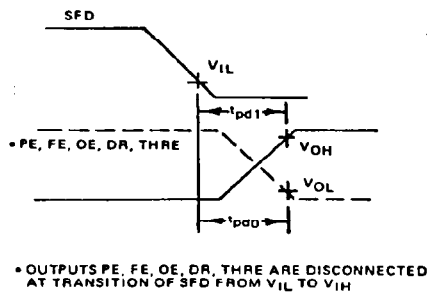 SFD
VIL
tpd1
• PE, FE, OE, DR, THRE
VOH
VOL
tpd0
• OUTPUTS PE, FE, OE, DR, THRE ARE DISCONNECTED
AT TRANSITION OF SFD FROM VIL TO VIH